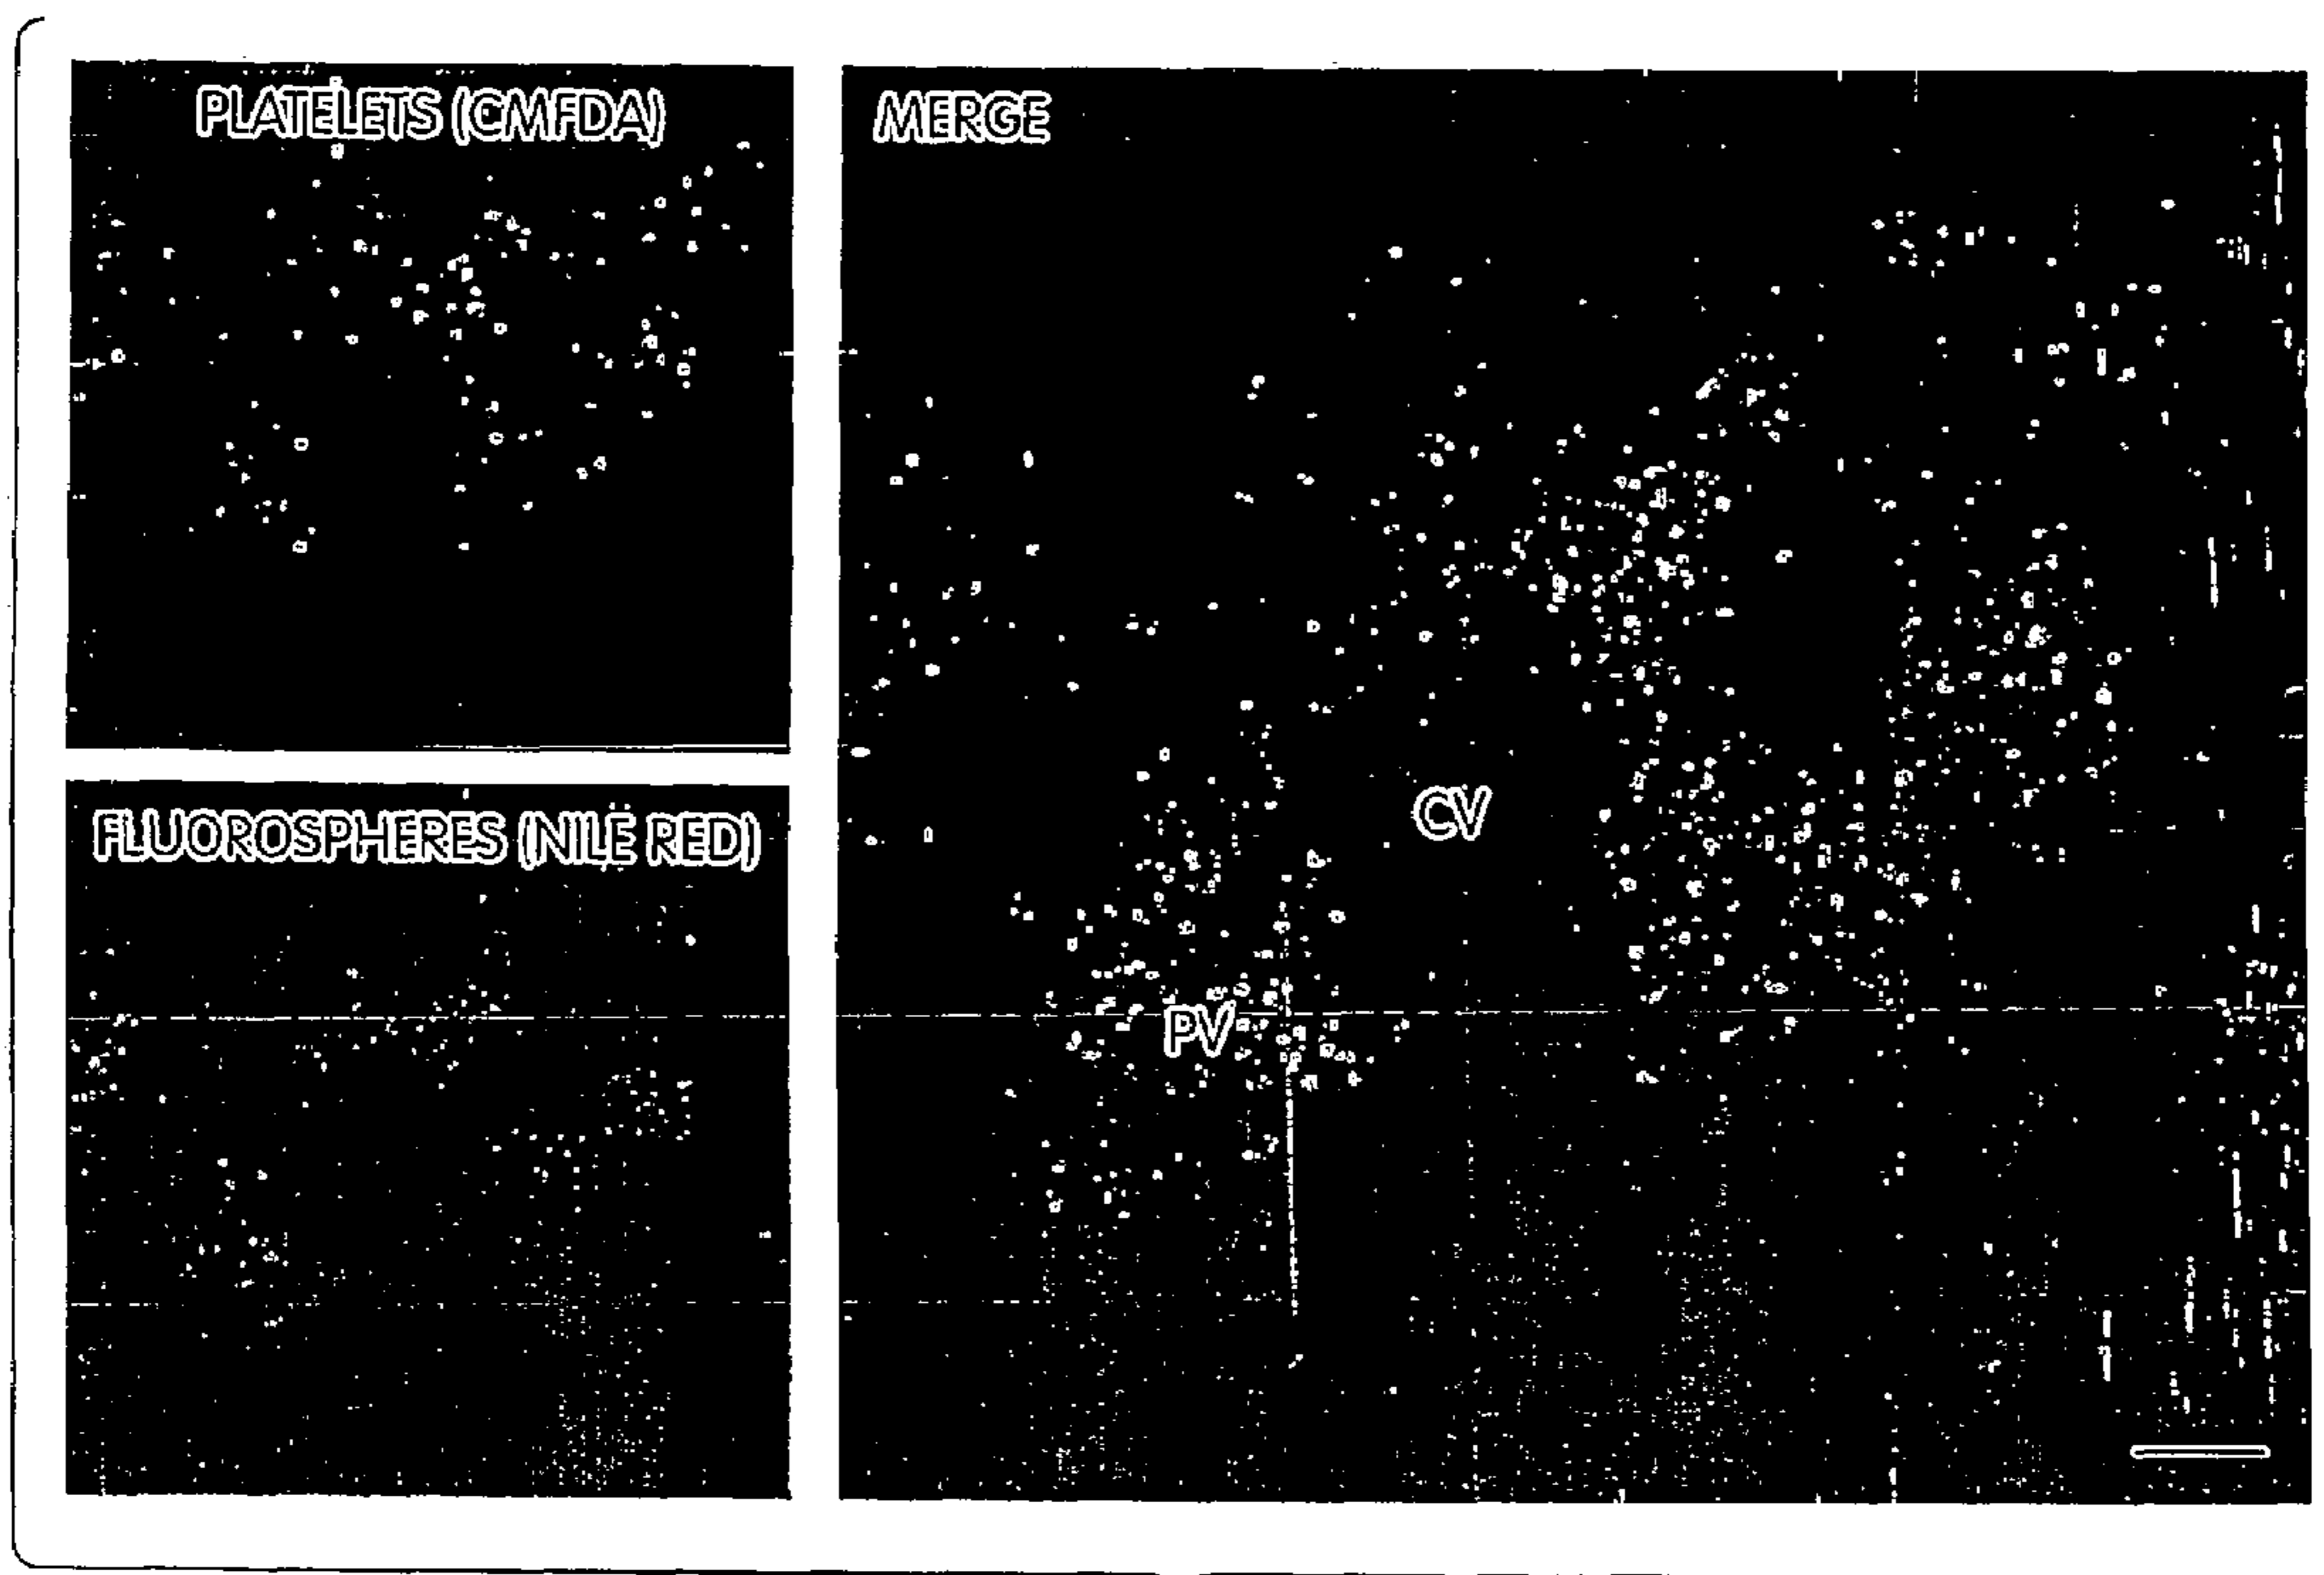 PLATELETS (CMFDA)
MERGE
FLUOROSPHERES (NILE RED)
CV
PV